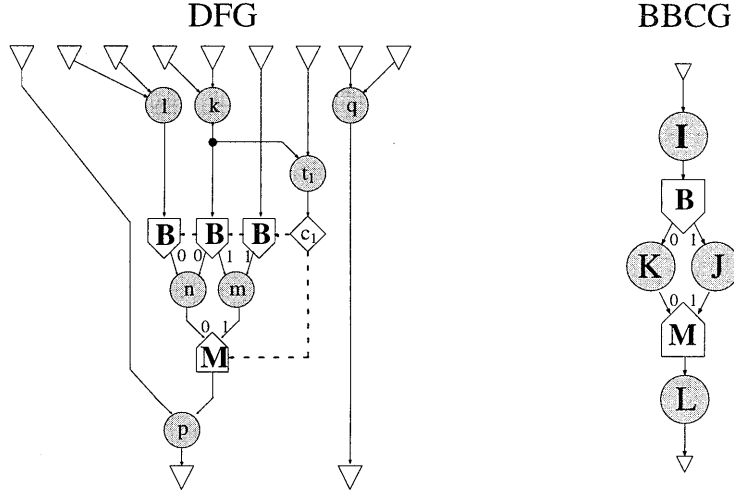 DFG BBCG
l k q
I
t1
B
B B B c1
0 0 1 1
0 1
K J
n m
0 1
0 1
M
M
L
p